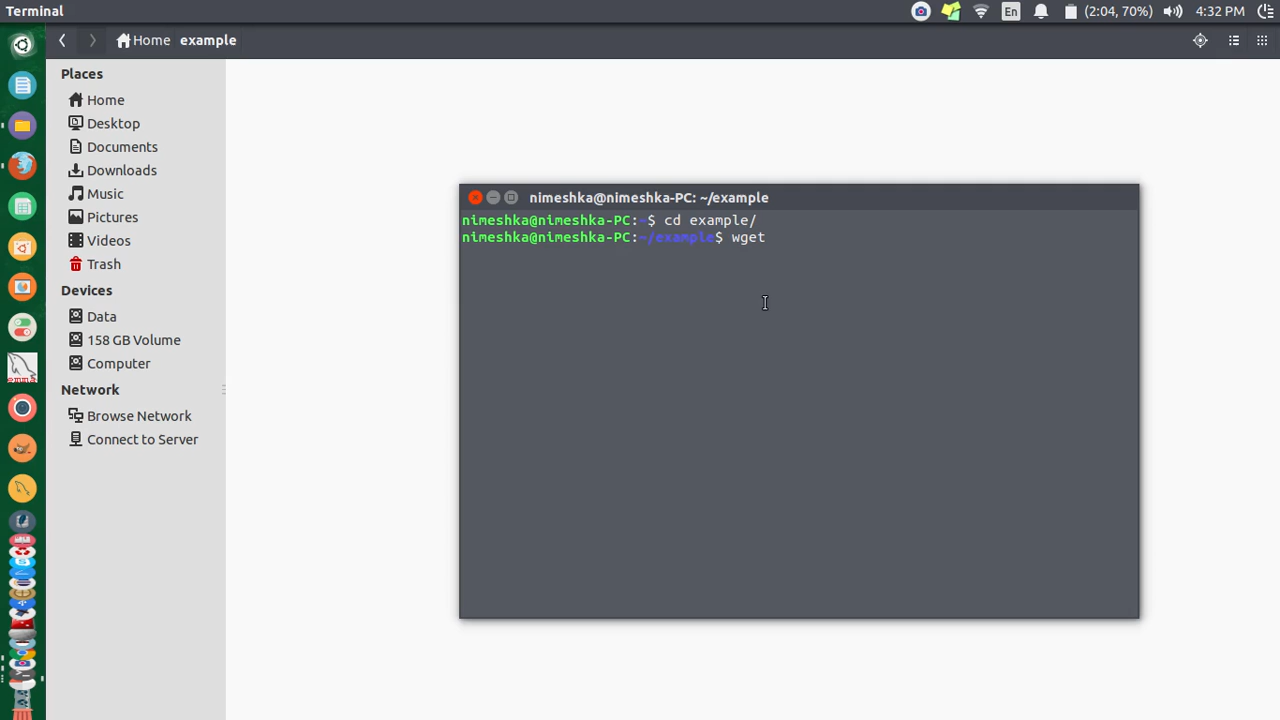 Terminal
En
(2:04, 70%)
4:32 PM
Home
example
Places
Home
Desktop
Documents
Downloads
Music
Pictures
Videos
Trash
Devices
Data
158 GB Volume
Computer
Network
Browse Network
Connect to Server
nimeshka@nimeshka-PC: ~/example
nimeshka@nimeshka-PC:~$ cd example/
nimeshka@nimeshka-PC:~/example$ wget